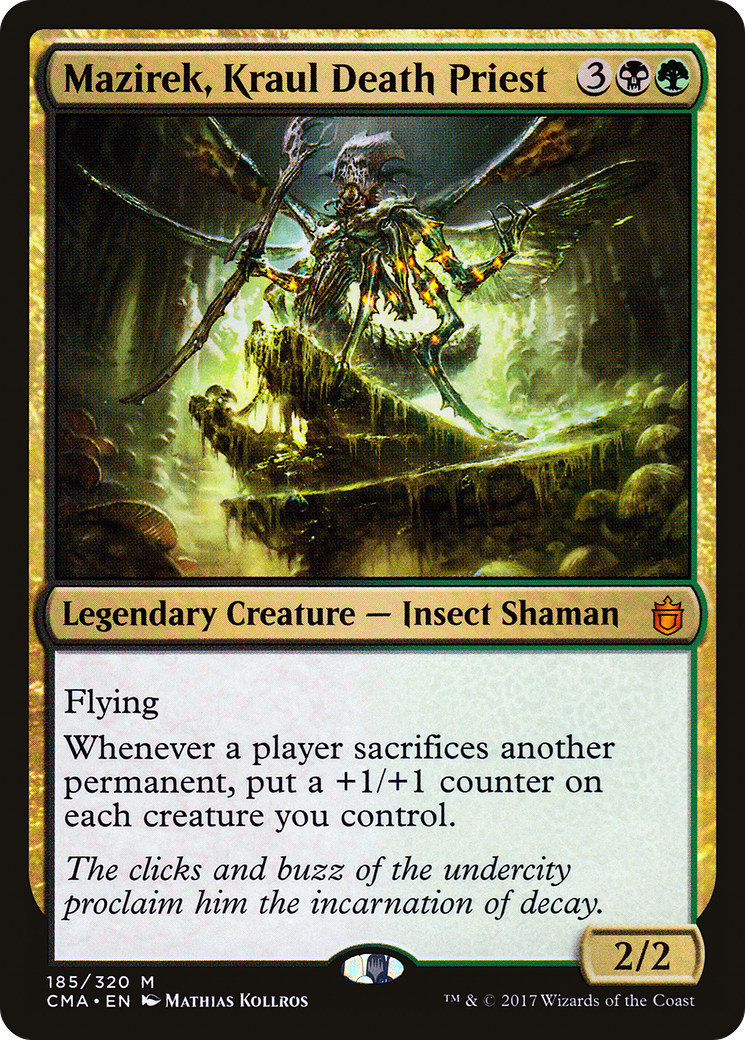 Mazirek, Kraul Death Priest 3
Legendary Creature — Insect Shaman
Flying
Whenever a player sacrifices another
permanent, put a +1/+1 counter on
each creature you control.
The clicks and buzz of the undercity
proclaim him the incarnation of decay.
2/2
185/320 M
CMA • EN Mathias Kollros
™ & © 2017 Wizards of the Coast